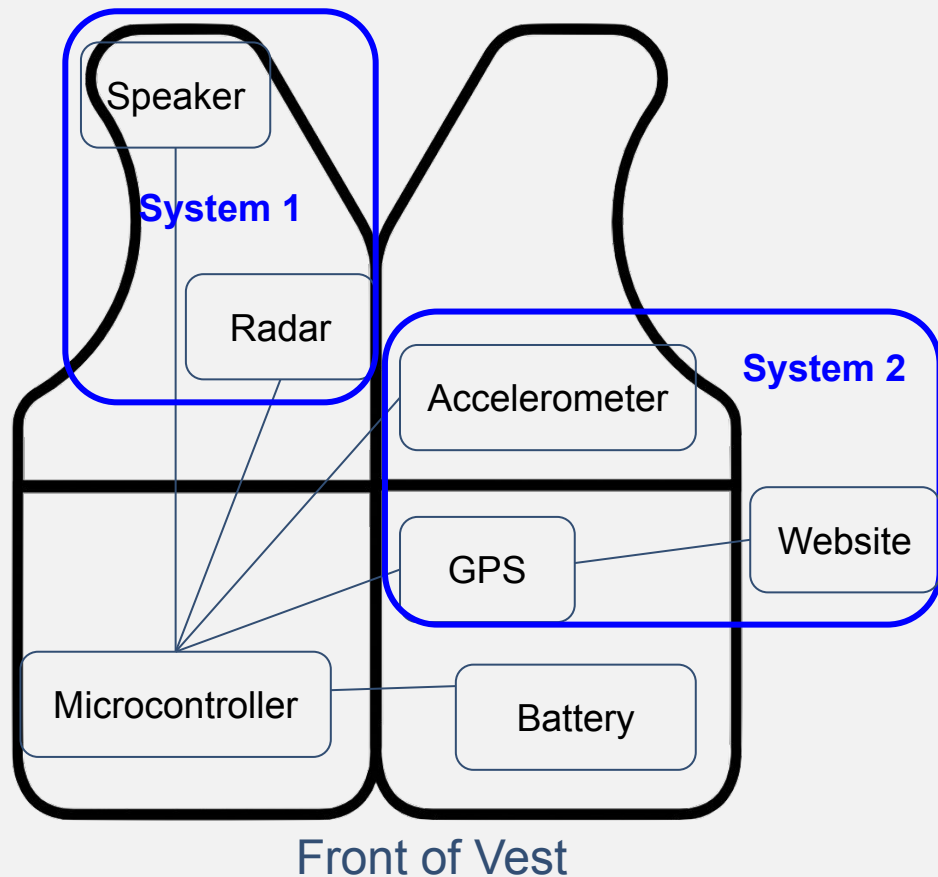 Speaker
System 1
Radar
System 2
Accelerometer
Website
GPS
Microcontroller
Battery
Front of Vest